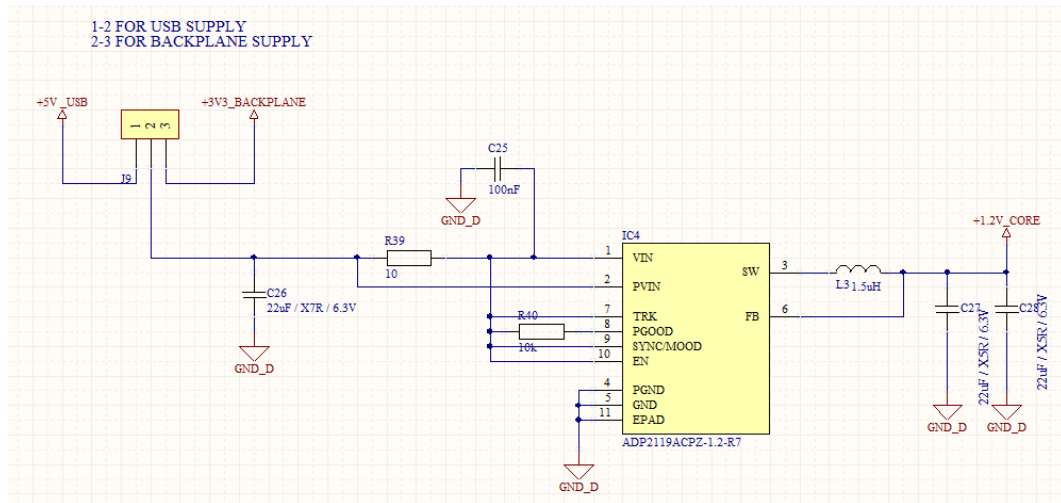 1-2 FOR USB SUPPLY
2-3 FOR BACKPLANE SUPPLY
+5V_USB
+3V3_BACKPLANE
1
2
3
J9
C25
100nF
GND_D
R39
10
C26
22uF / X7R / 6.3V
GND_D
R40
10k
IC4
1 VIN
2 PVIN
7 TRK
8 PGOOD
9 SYNC/MOOD
10 EN
4 PGND
5 GND
11 EPAD
SW 3
FB 6
ADP2119ACPZ-1.2-R7
GND_D
L3 1.5uH
+1.2V_CORE
C27
22uF / X5R / 6.3V
C28
22uF / X5R / 6.3V
GND_D
GND_D